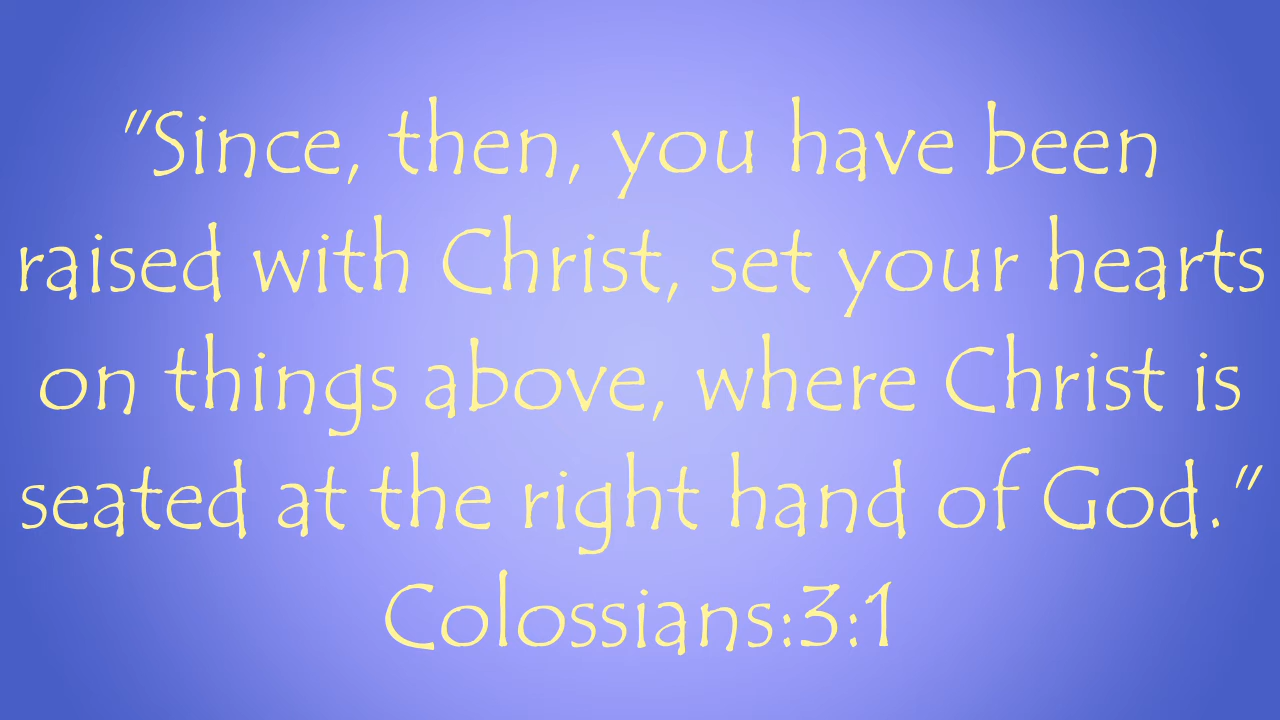 "Since, then, you have been
raised with Christ, set your hearts
on things above, where Christ is
seated at the right hand of God."
Colossians:3:1